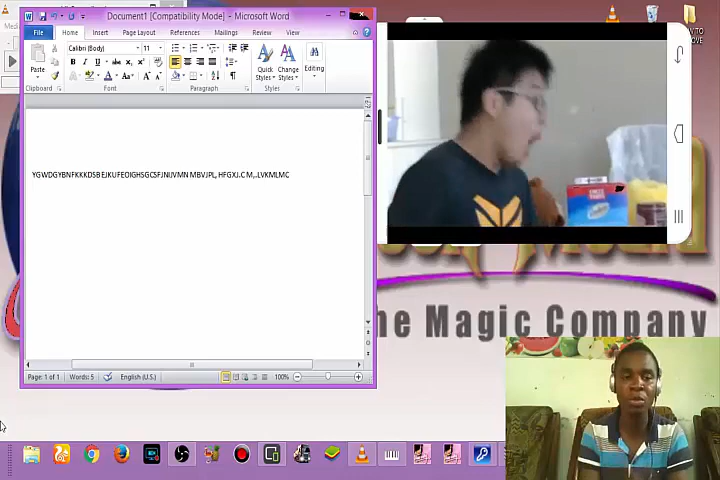 Document1 [Compatibility Mode] - Microsoft Word
File Home Insert Page Layout References Mailings Review View
Calibri (Body) 11
Paste
Quick Styles
Change Styles
Editing
Clipboard Font Paragraph Styles
YGWDGYBNFKKKDSBEJKUFEOIGHSGCSFJNIJVMN MBVJPL, HFGXJ.C M,..LVKMLMC
Page: 1 of 1 Words: 5 English (U.S.) 100%
he Magic Company